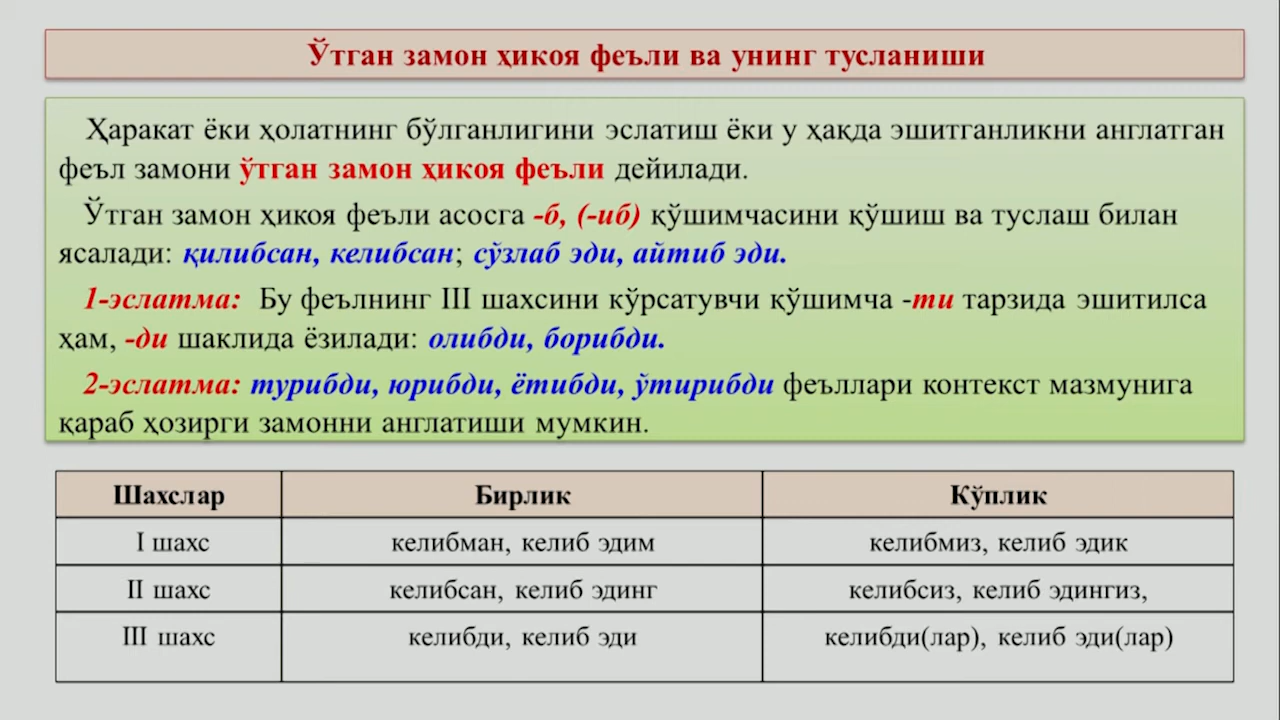 Ўтган замон ҳикоя феъли ва унинг тусланиши
Ҳаракат ёки ҳолатнинг бўлганлигини эслатиш ёки у ҳақда эшитганликни англатган
феъл замони ўтган замон ҳикоя феъли дейилади.
Ўтган замон ҳикоя феъли асосга -б, (-иб) қўшимчасини қўшиш ва туслаш билан
ясалади: қилибсан, келибсан; сўзлаб эди, айтиб эди.
1-эслатма: Бу феълнинг III шахсини кўрсатувчи қўшимча -ти тарзида эшитилса
ҳам, -ди шаклида ёзилади: олибди, борибди.
2-эслатма: турибди, юрибди, ётибди, ўтирибди феъллари контекст мазмунига
қараб ҳозирги замонни англатиши мумкин.
Шахслар Бирлик Кўплик
I шахс келибман, келиб эдим келибмиз, келиб эдик
II шахс келибсан, келиб эдинг келибсиз, келиб эдингиз,
III шахс келибди, келиб эди келибди(лар), келиб эди(лар)